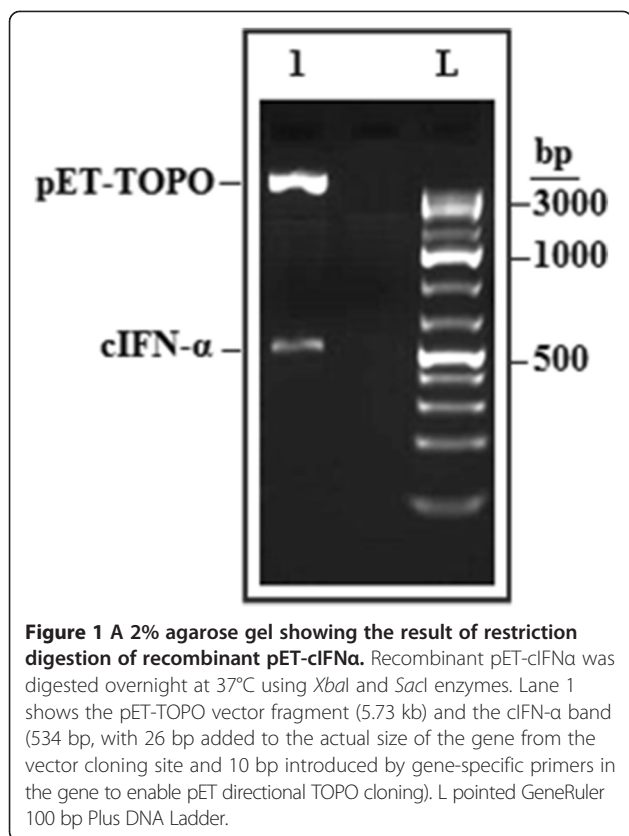 1 L
bp
pET-TOPO
3000
1000
cIFN-α
500
Figure 1 A 2% agarose gel showing the result of restriction
digestion of recombinant pET-cIFNα. Recombinant pET-cIFNα was
digested overnight at 37°C using XbaI and SacI enzymes. Lane 1
shows the pET-TOPO vector fragment (5.73 kb) and the cIFN-α band
(534 bp, with 26 bp added to the actual size of the gene from the
vector cloning site and 10 bp introduced by gene-specific primers in
the gene to enable pET directional TOPO cloning). L pointed GeneRuler
100 bp Plus DNA Ladder.